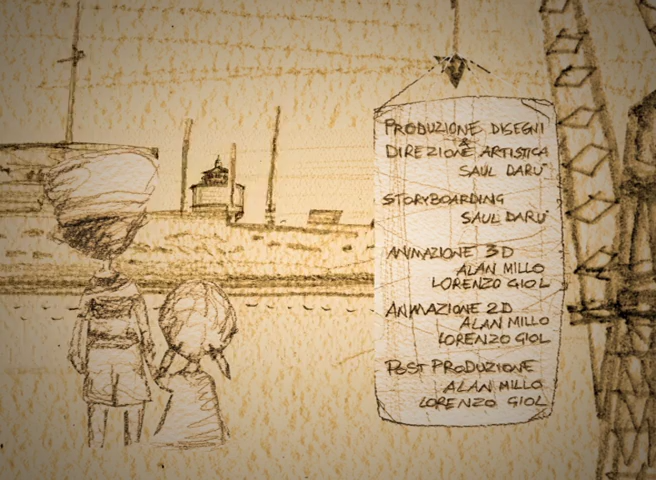 PRODUZIONE DISEGNI
&
DIREZIONE ARTISTICA
SAUL DARU'
STORYBOARDING
SAUL DARU'
ANIMAZIONE 3D
ALAN MILLO
LORENZO GIOL
ANIMAZIONE 2D
ALAN MILLO
LORENZO GIOL
POST PRODUZIONE
ALAN MILLO
LORENZO GIOL